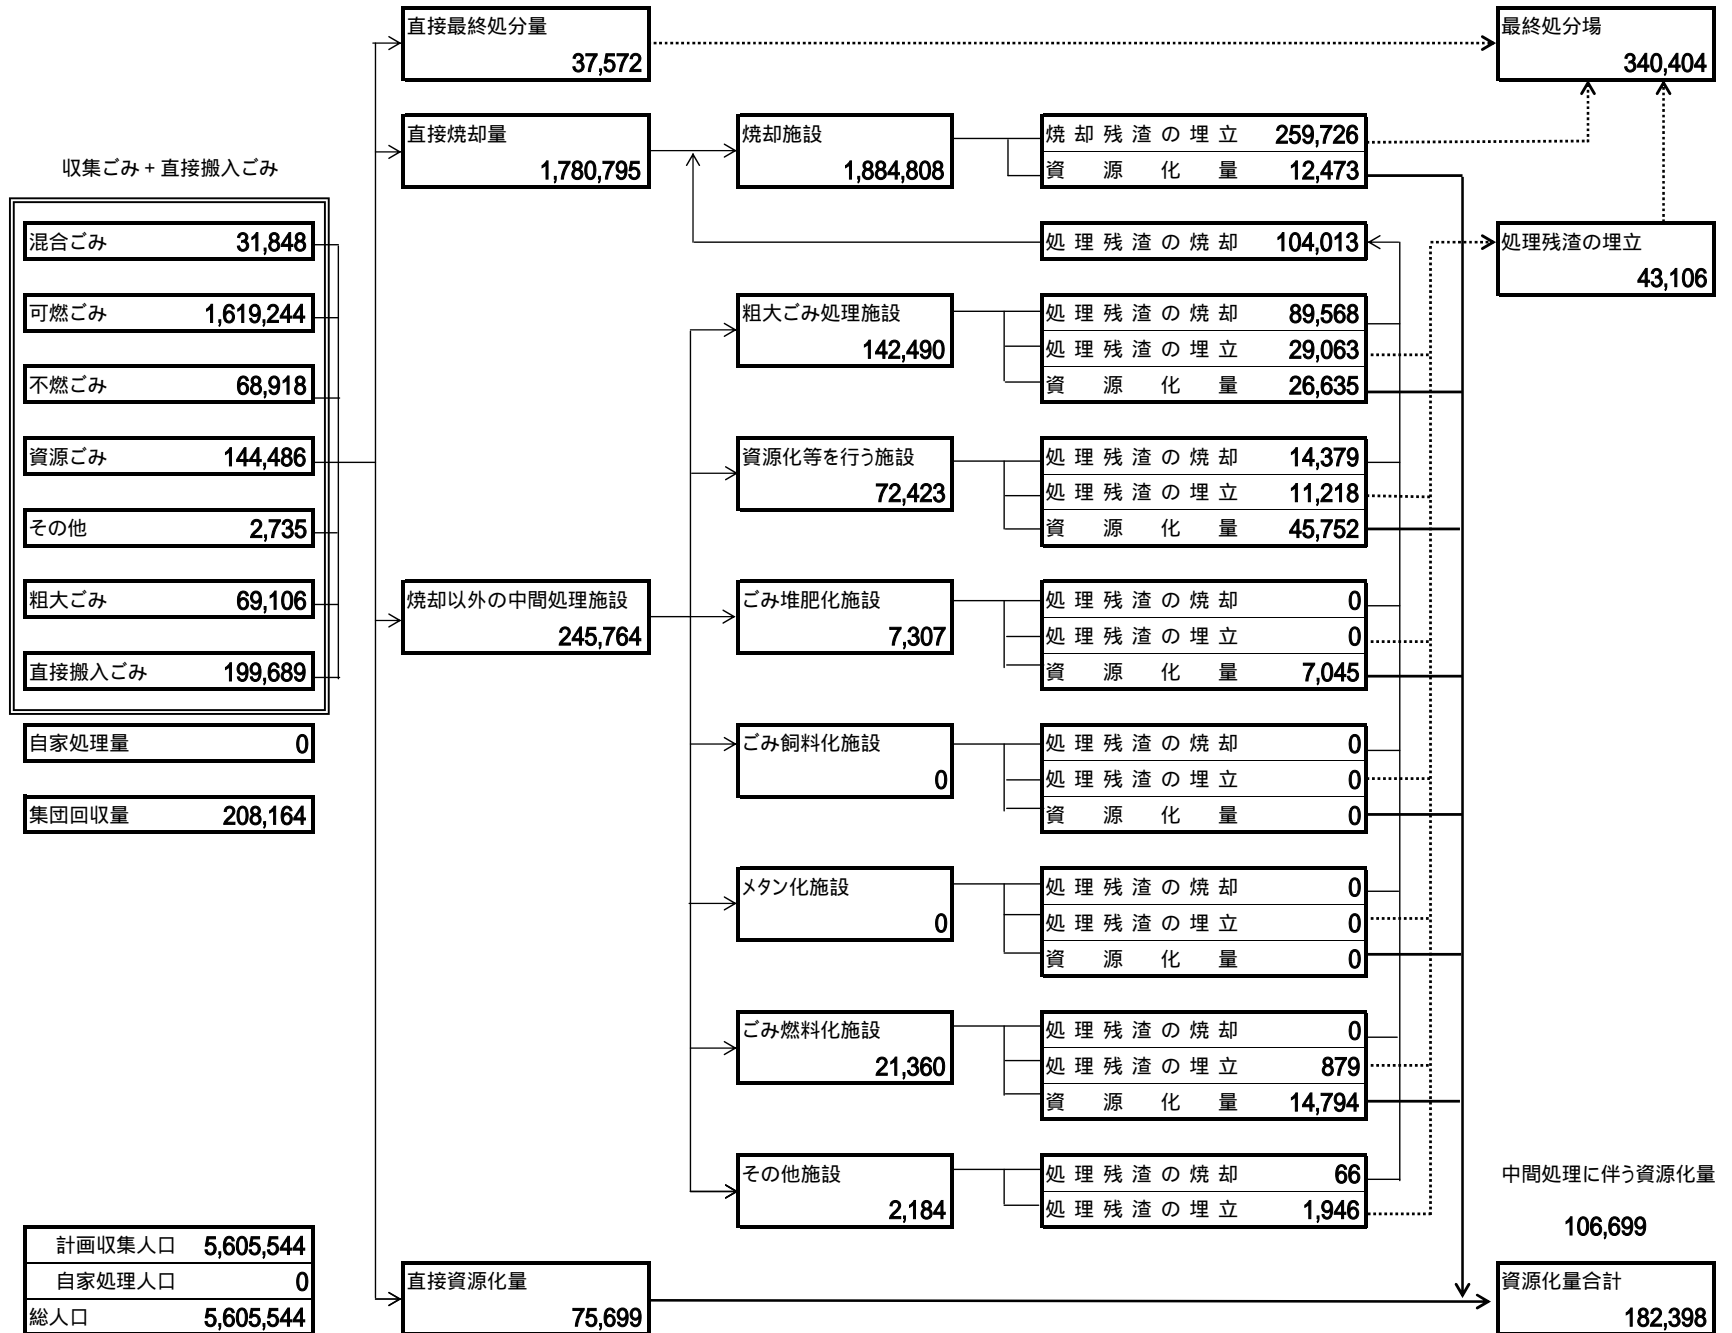 収集ごみ + 直接搬入ごみ
混合ごみ 31,848
可燃ごみ 1,619,244
不燃ごみ 68,918
資源ごみ 144,486
その他 2,735
粗大ごみ 69,106
直接搬入ごみ 199,689
自家処理量 0
集団回収量 208,164
計画収集人口 5,605,544
自家処理人口 0
総人口 5,605,544
直接最終処分量
37,572
直接焼却量
1,780,795
焼却以外の中間処理施設
245,764
直接資源化量
75,699
焼却施設
1,884,808
焼却残渣の埋立 259,726
資源化量 12,473
処理残渣の焼却 104,013
粗大ごみ処理施設
142,490
処理残渣の焼却 89,568
処理残渣の埋立 29,063
資源化量 26,635
資源化等を行う施設
72,423
処理残渣の焼却 14,379
処理残渣の埋立 11,218
資源化量 45,752
ごみ堆肥化施設
7,307
処理残渣の焼却 0
処理残渣の埋立 0
資源化量 7,045
ごみ飼料化施設
0
処理残渣の焼却 0
処理残渣の埋立 0
資源化量 0
メタン化施設
0
処理残渣の焼却 0
処理残渣の埋立 0
資源化量 0
ごみ燃料化施設
21,360
処理残渣の焼却 0
処理残渣の埋立 879
資源化量 14,794
その他施設
2,184
処理残渣の焼却 66
処理残渣の埋立 1,946
最終処分場
340,404
処理残渣の埋立
43,106
中間処理に伴う資源化量
106,699
資源化量合計
182,398